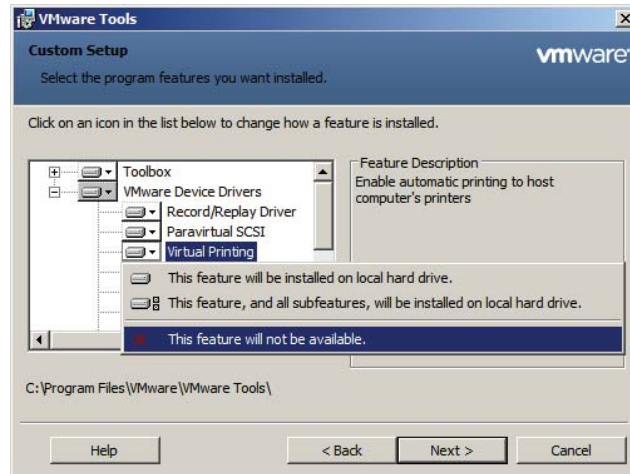 VMware Tools
Custom Setup
vmware
Select the program features you want installed.
Click on an icon in the list below to change how a feature is installed.
Toolbox
VMware Device Drivers
Record/Replay Driver
Paravirtual SCSI
Virtual Printing
Feature Description
Enable automatic printing to host
computer's printers
This feature will be installed on local hard drive.
This feature, and all subfeatures, will be installed on local hard drive.
This feature will not be available.
C:\Program Files\VMware\VMware Tools\
Help
< Back
Next >
Cancel